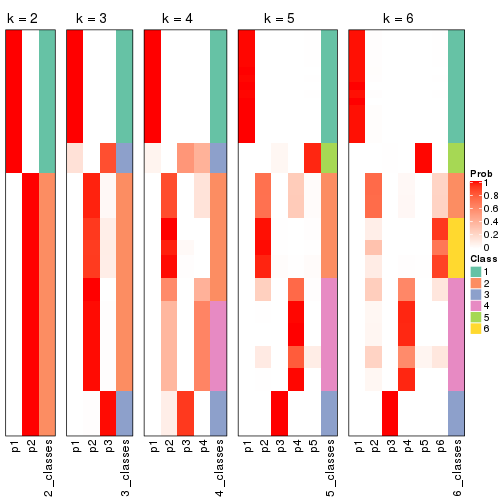 k = 2
k = 3
k = 4
k = 5
k = 6
p1
p2
2_classes
p1
p2
p3
3_classes
p1
p2
p3
p4
4_classes
p1
p2
p3
p4
p5
5_classes
p1
p2
p3
p4
p5
p6
6_classes
Prob
1
0.8
0.6
0.4
0.2
0
Class
1
2
3
4
5
6